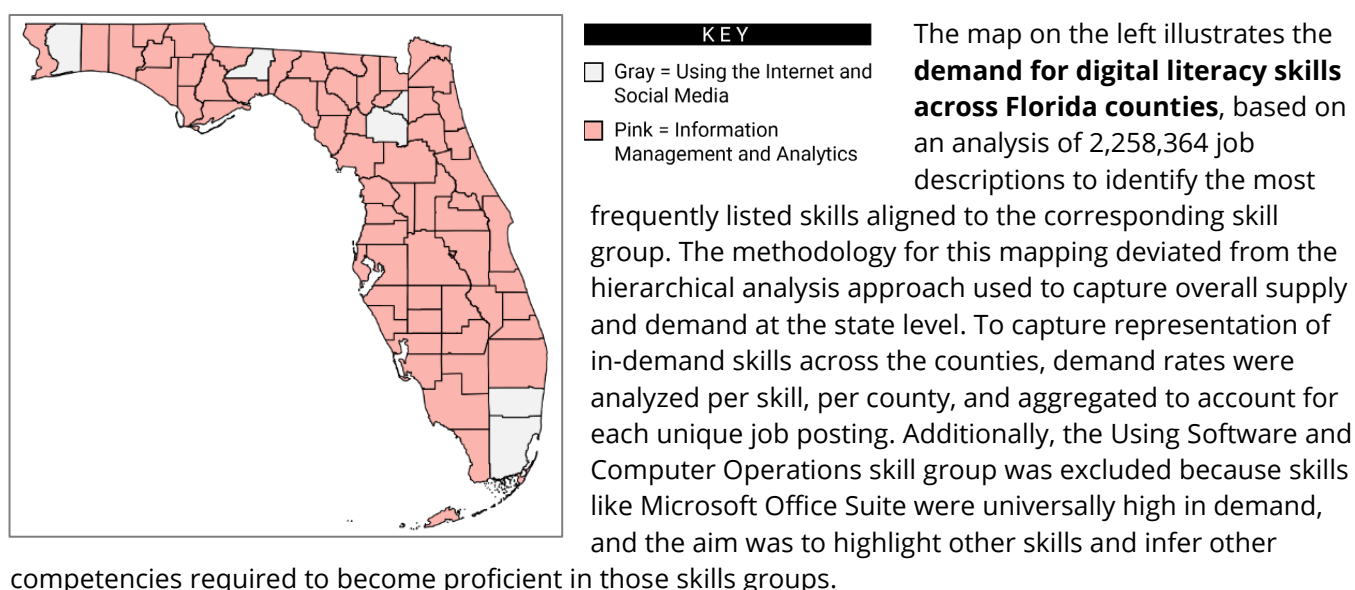 KEY
Gray = Using the Internet and
Social Media
Pink = Information
Management and Analytics
The map on the left illustrates the
demand for digital literacy skills
across Florida counties, based on
an analysis of 2,258,364 job
descriptions to identify the most
frequently listed skills aligned to the corresponding skill
group. The methodology for this mapping deviated from the
hierarchical analysis approach used to capture overall supply
and demand at the state level. To capture representation of
in-demand skills across the counties, demand rates were
analyzed per skill, per county, and aggregated to account for
each unique job posting. Additionally, the Using Software and
Computer Operations skill group was excluded because skills
like Microsoft Office Suite were universally high in demand,
and the aim was to highlight other skills and infer other
competencies required to become proficient in those skills groups.